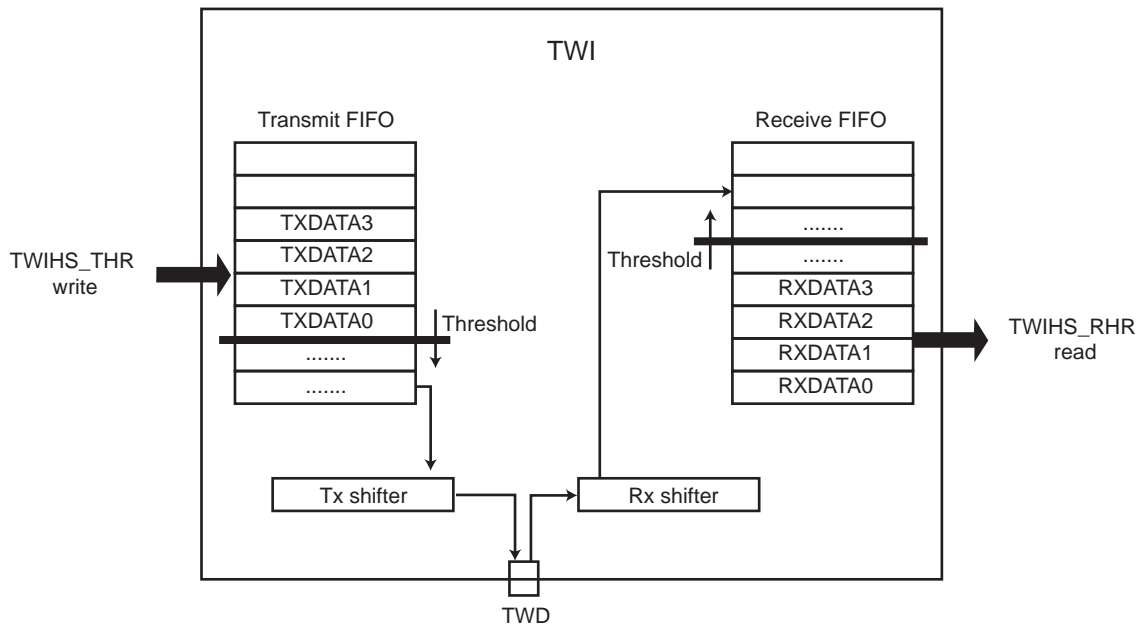 TWI
Transmit FIFO
TXDATA3
TXDATA2
TXDATA1
TXDATA0
.......
.......
Threshold
TWIHS_THR
write
Receive FIFO
.......
.......
RXDATA3
RXDATA2
RXDATA1
RXDATA0
Threshold
TWIHS_RHR
read
Tx shifter
Rx shifter
TWD